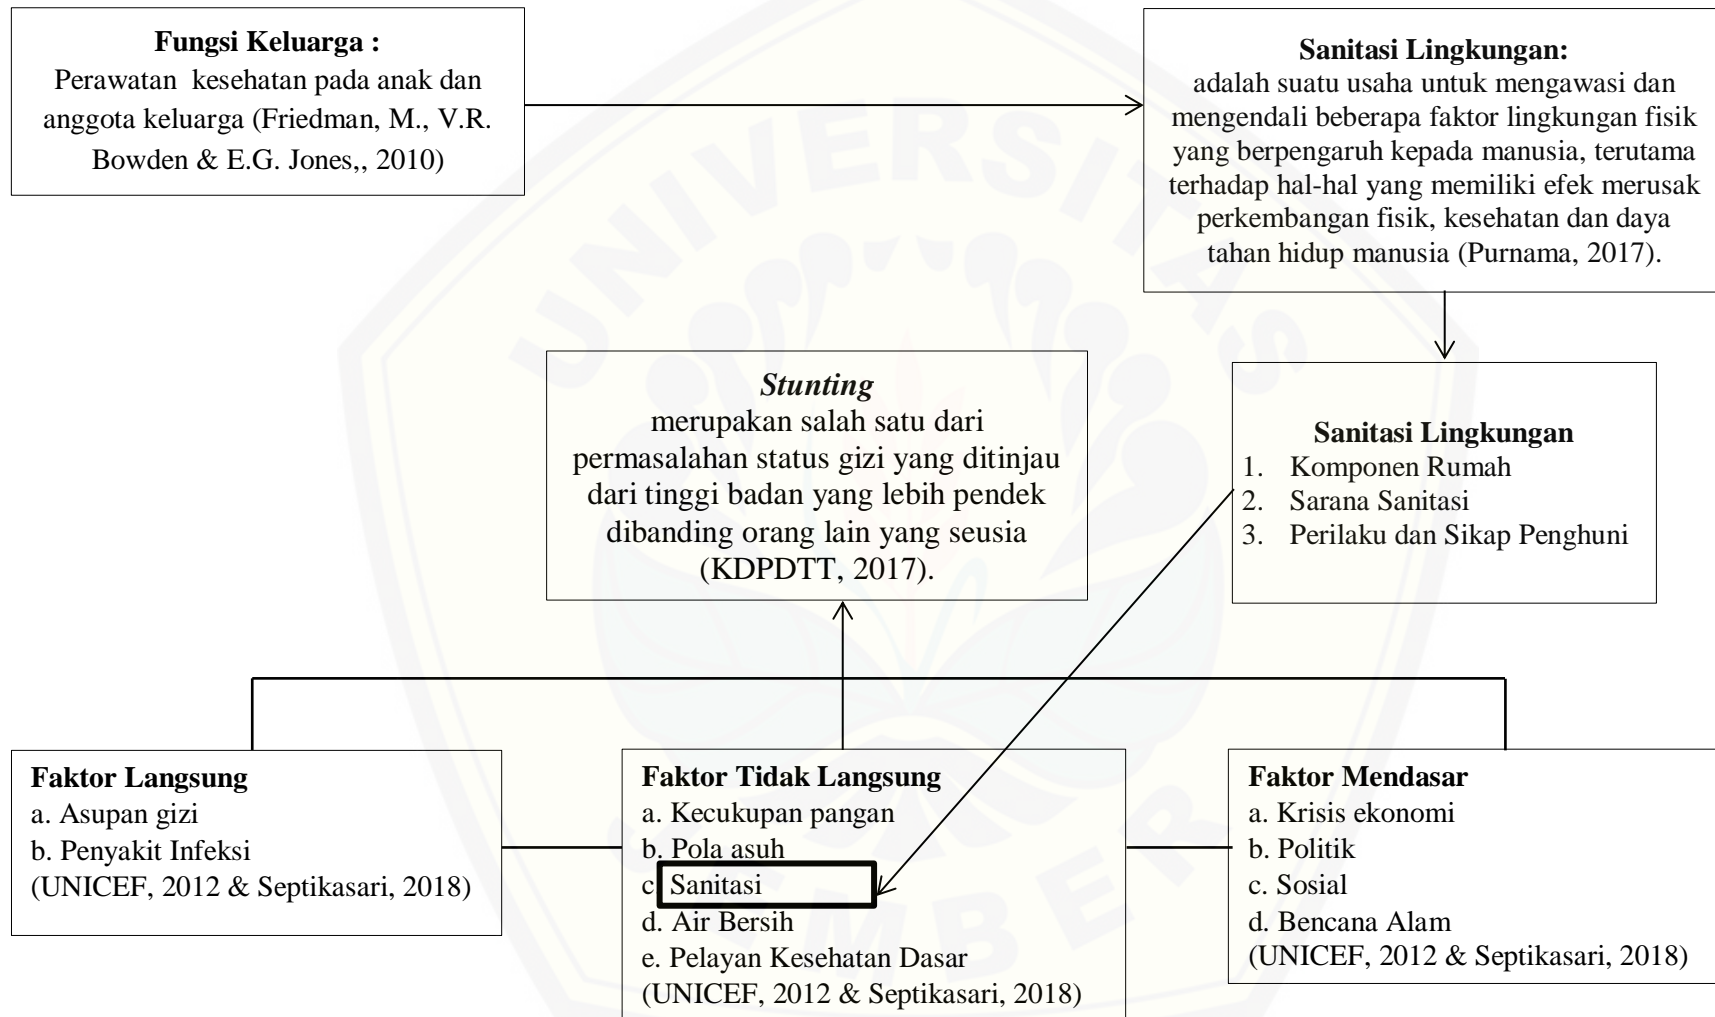 Fungsi Keluarga :
Perawatan kesehatan pada anak dan
anggota keluarga (Friedman, M., V.R.
Bowden & E.G. Jones,, 2010)
Sanitasi Lingkungan:
adalah suatu usaha untuk mengawasi dan
mengendali beberapa faktor lingkungan fisik
yang berpengaruh kepada manusia, terutama
terhadap hal-hal yang memiliki efek merusak
perkembangan fisik, kesehatan dan daya
tahan hidup manusia (Purnama, 2017).
Stunting
merupakan salah satu dari
permasalahan status gizi yang ditinjau
dari tinggi badan yang lebih pendek
dibanding orang lain yang seusia
(KDPDTT, 2017).
Sanitasi Lingkungan
1. Komponen Rumah
2. Sarana Sanitasi
3. Perilaku dan Sikap Penghuni
Faktor Langsung
a. Asupan gizi
b. Penyakit Infeksi
(UNICEF, 2012 & Septikasari, 2018)
Faktor Tidak Langsung
a. Kecukupan pangan
b. Pola asuh
c. Sanitasi
d. Air Bersih
e. Pelayan Kesehatan Dasar
(UNICEF, 2012 & Septikasari, 2018)
Faktor Mendasar
a. Krisis ekonomi
b. Politik
c. Sosial
d. Bencana Alam
(UNICEF, 2012 & Septikasari, 2018)
UNIVERSITAS
JEMBER